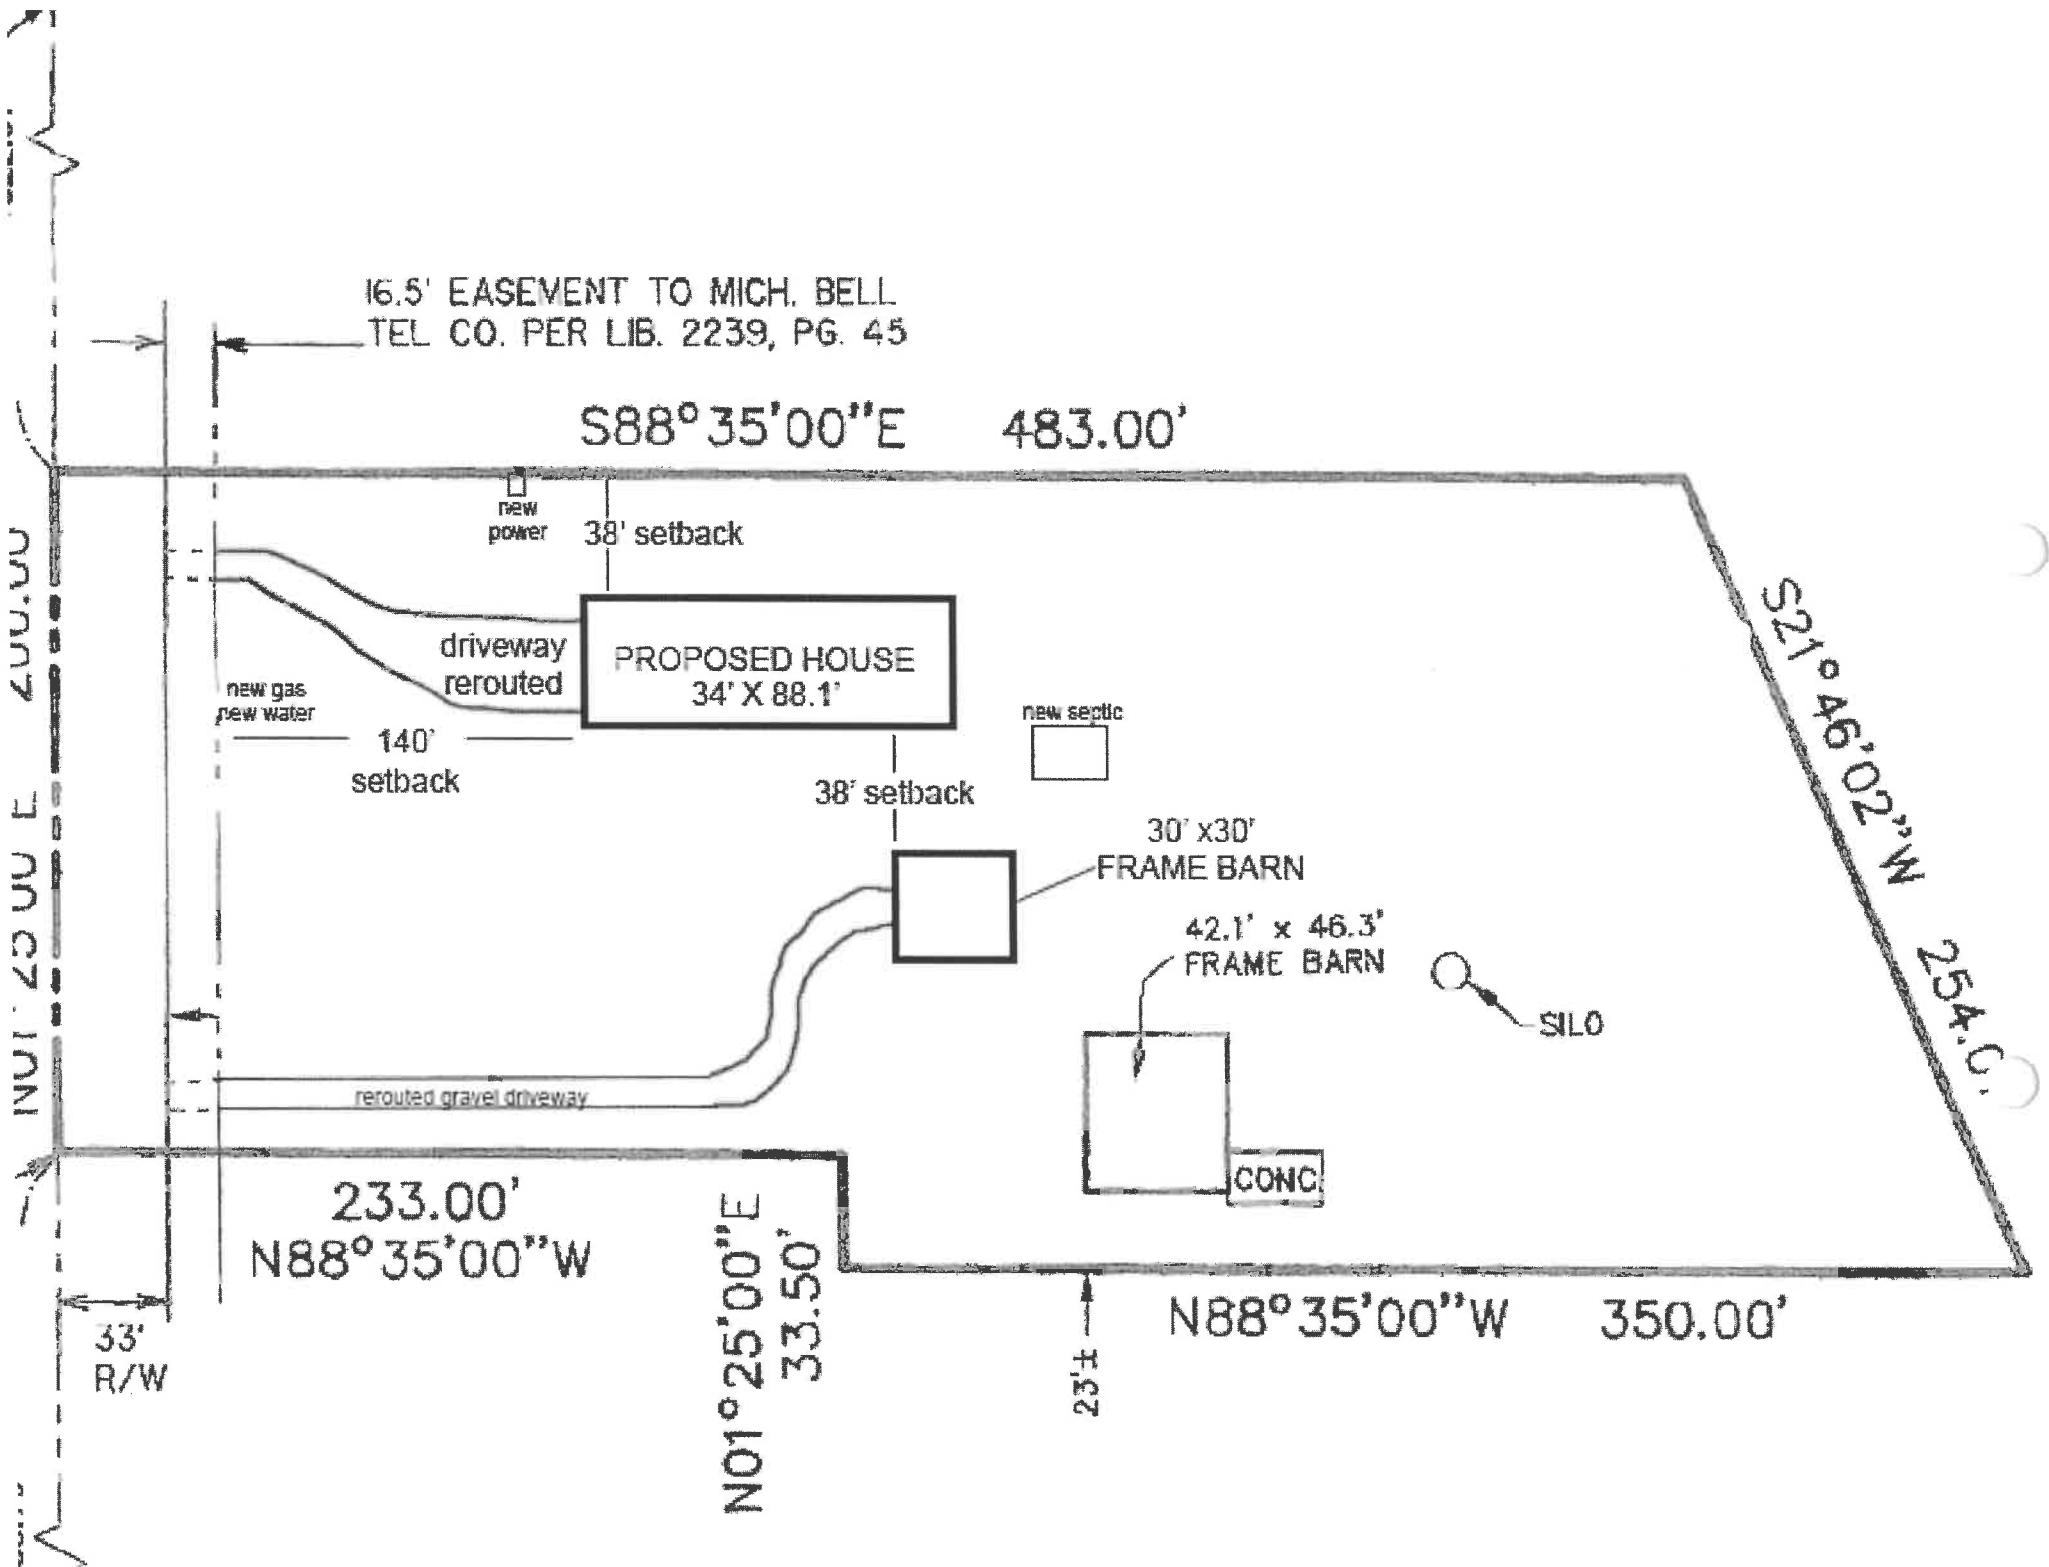 16.5' EASEMENT TO MICH. BELL
TEL CO. PER LIB. 2239, PG. 45
S88°35'00"E 483.00'
new
power
38' setback
driveway
rerouted
PROPOSED HOUSE
34' X 88.1'
new gas
new water
140'
setback
new septic
38' setback
30' x30'
FRAME BARN
42.1' x 46.3'
FRAME BARN
SILO
S21°46'02"W
rerouted gravel driveway
CONC.
233.00'
N88°35'00"W
N01°25'00"E
33.50'
N88°35'00"W 350.00'
23'±
33'
R/W